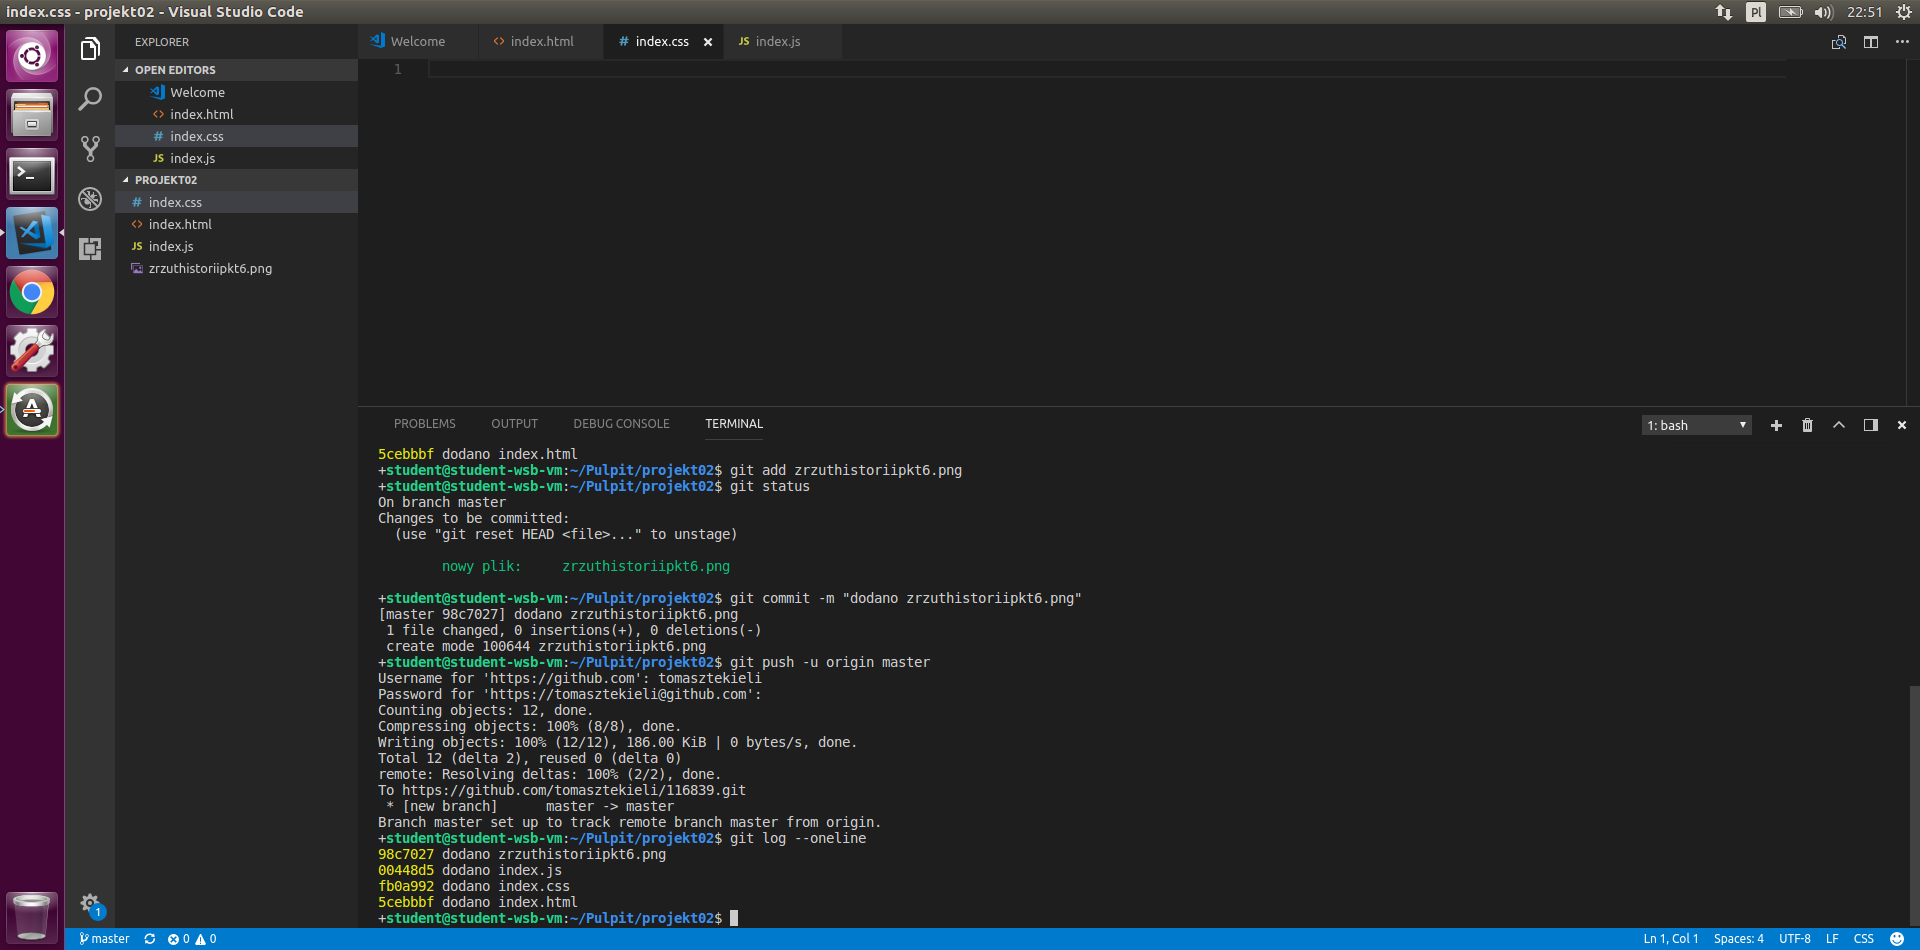 index.css - projekt02 - Visual Studio Code
Pl
22:51
EXPLORER
OPEN EDITORS
Welcome
index.html
# index.css
JS index.js
PROJEKT02
# index.css
index.html
JS index.js
zrzuthistoriipkt6.png
1
Welcome
index.html
# index.css
JS index.js
1
PROBLEMS
OUTPUT
DEBUG CONSOLE
TERMINAL
1: bash
5cebbbf dodano index.html
+student@student-wsb-vm:~/Pulpit/projekt02$ git add zrzuthistoriipkt6.png
+student@student-wsb-vm:~/Pulpit/projekt02$ git status
On branch master
Changes to be committed:
(use "git reset HEAD <file>..." to unstage)
nowy plik: zrzuthistoriipkt6.png
+student@student-wsb-vm:~/Pulpit/projekt02$ git commit -m "dodano zrzuthistoriipkt6.png"
[master 98c7027] dodano zrzuthistoriipkt6.png
1 file changed, 0 insertions(+), 0 deletions(-)
create mode 100644 zrzuthistoriipkt6.png
+student@student-wsb-vm:~/Pulpit/projekt02$ git push -u origin master
Username for 'https://github.com': tomasztekieli
Password for 'https://tomasztekieli@github.com':
Counting objects: 12, done.
Compressing objects: 100% (8/8), done.
Writing objects: 100% (12/12), 186.00 KiB | 0 bytes/s, done.
Total 12 (delta 2), reused 0 (delta 0)
remote: Resolving deltas: 100% (2/2), done.
To https://github.com/tomasztekieli/116839.git
* [new branch] master -> master
Branch master set up to track remote branch master from origin.
+student@student-wsb-vm:~/Pulpit/projekt02$ git log --oneline
98c7027 dodano zrzuthistoriipkt6.png
00448d5 dodano index.js
fb0a992 dodano index.css
5cebbbf dodano index.html
+student@student-wsb-vm:~/Pulpit/projekt02$
master
0
0
Ln 1, Col 1
Spaces: 4
UTF-8
LF
CSS